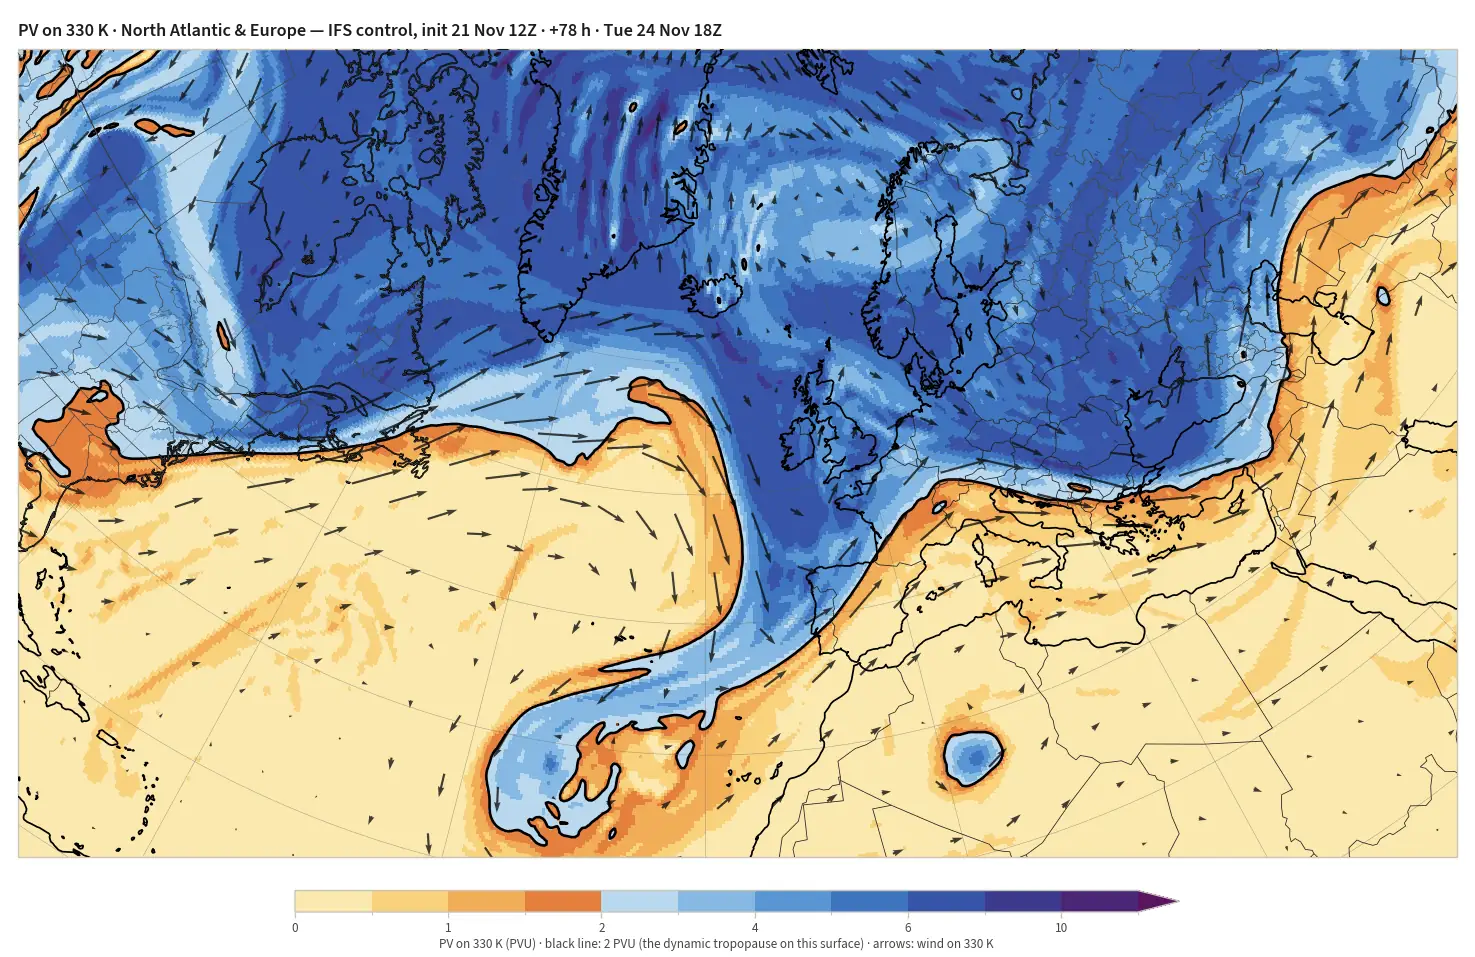 PV on 330 K · North Atlantic & Europe — IFS control, init 21 Nov 12Z · +78 h · Tue 24 Nov 18Z
0 1 2 4 6 10
PV on 330 K (PVU) · black line: 2 PVU (the dynamic tropopause on this surface) · arrows: wind on 330 K